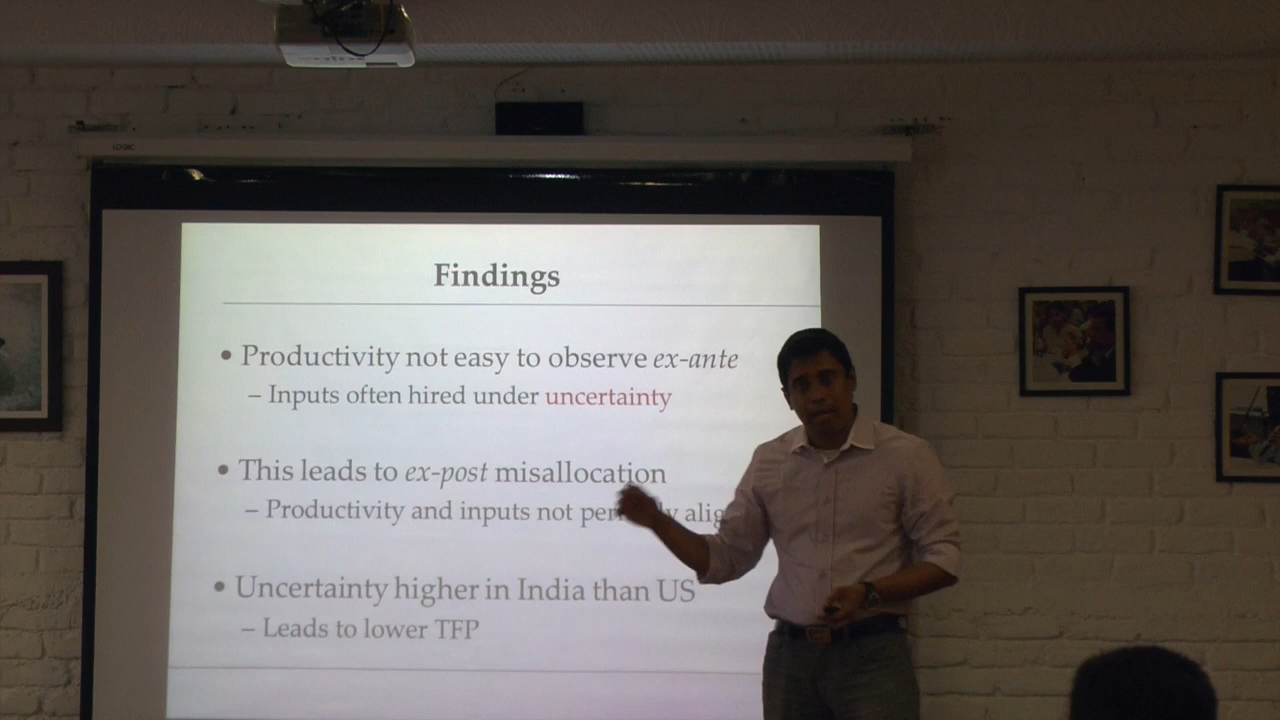 LOGIC
Findings
• Productivity not easy to observe ex-ante
– Inputs often hired under uncertainty
• This leads to ex-post misallocation
– Productivity and inputs not
• Uncertainty higher in India than US
– Leads to lower TFP